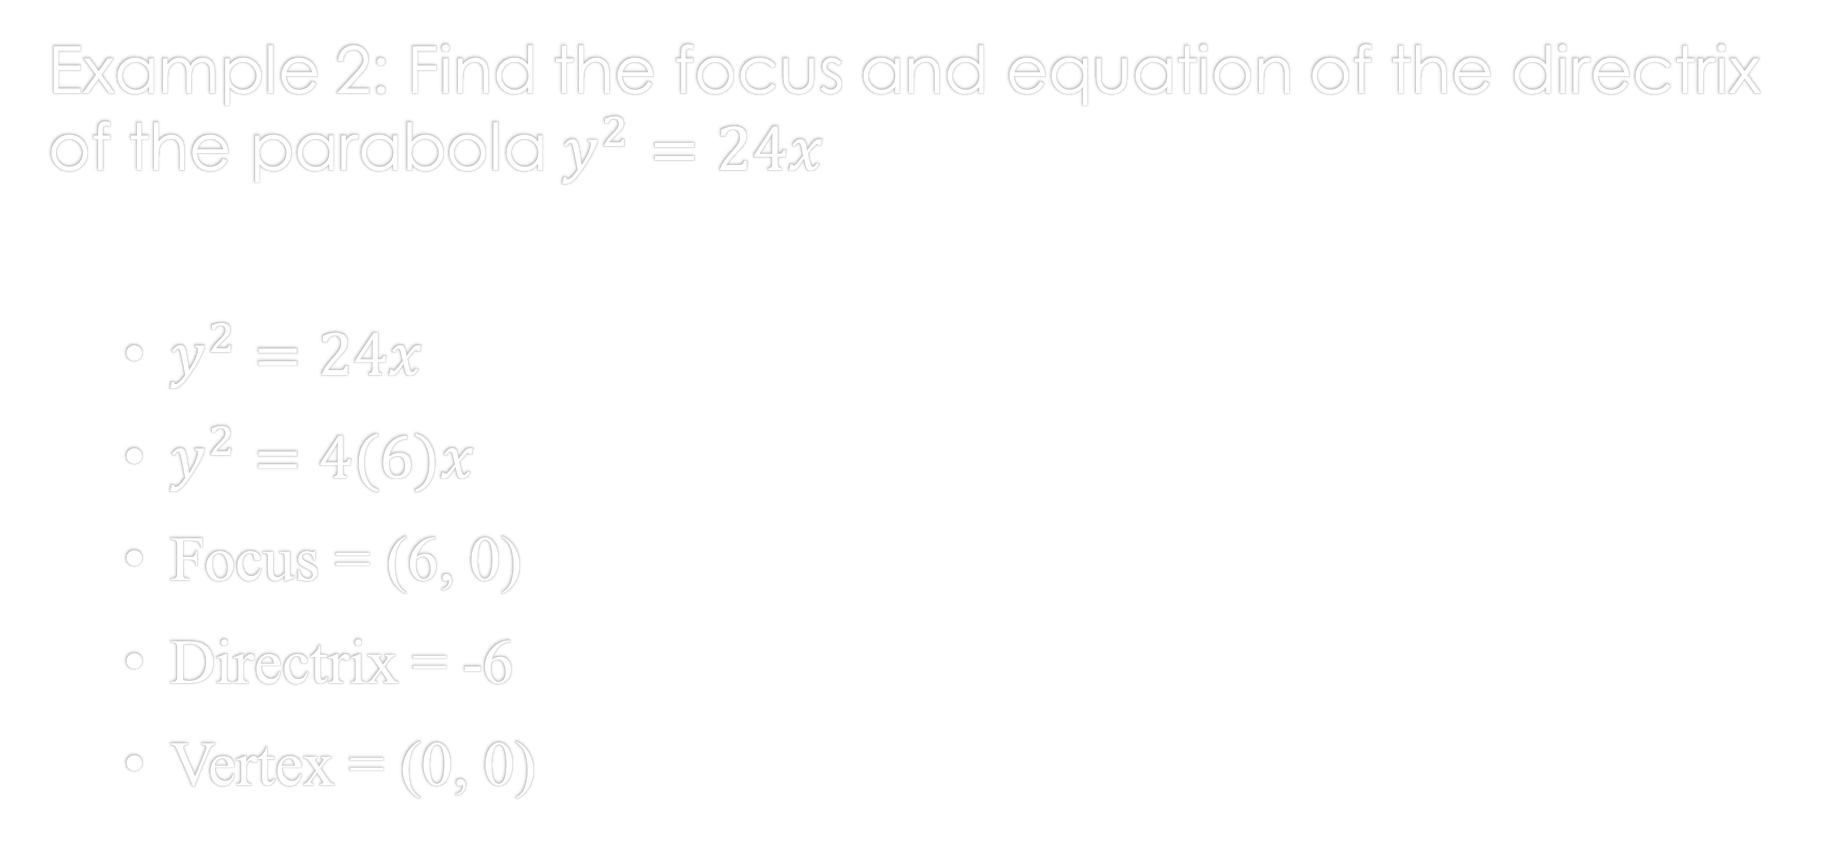 Example 2: Find the focus and equation of the directrix
of the parabola y² = 24x
• y² = 24x
• y² = 4(6)x
• Focus = (6, 0)
• Directrix = -6
• Vertex = (0, 0)